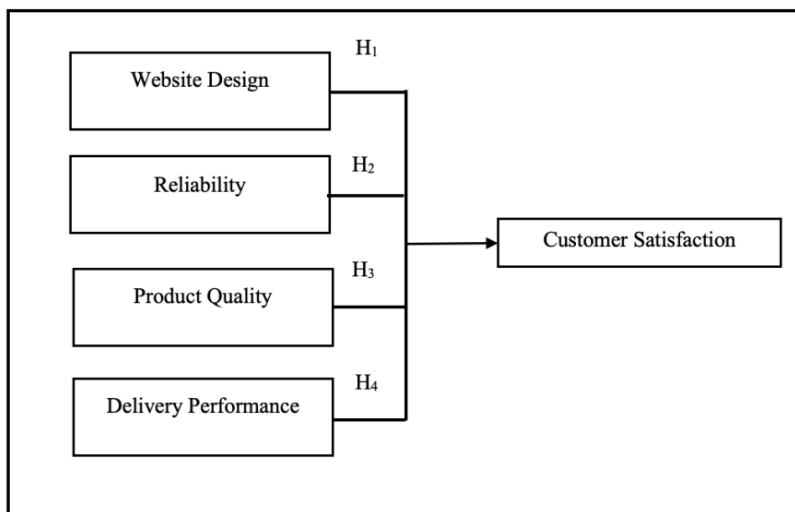 H₁
Website Design
H₂
Reliability
Customer Satisfaction
H₃
Product Quality
H₄
Delivery Performance